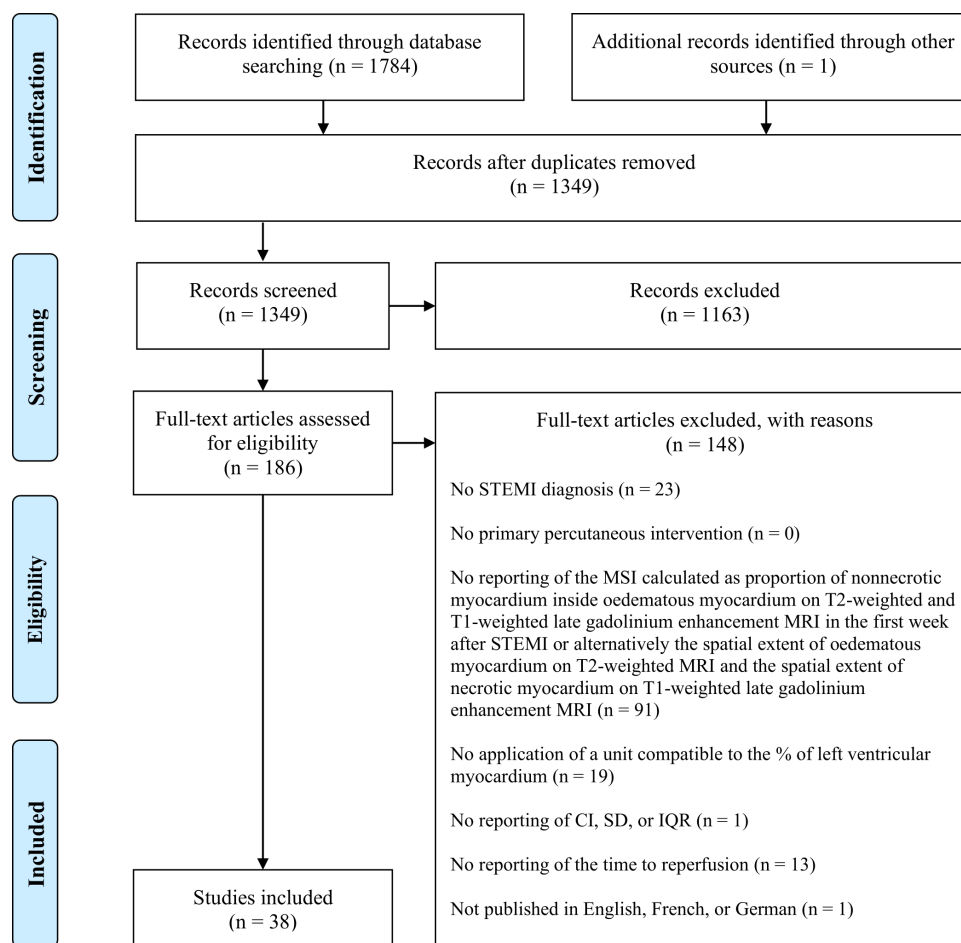 Identification
Records identified through database
searching (n = 1784)
Additional records identified through other
sources (n = 1)
Records after duplicates removed
(n = 1349)
Screening
Records screened
(n = 1349)
Records excluded
(n = 1163)
Full-text articles assessed
for eligibility
(n = 186)
Full-text articles excluded, with reasons
(n = 148)
No STEMI diagnosis (n = 23)
No primary percutaneous intervention (n = 0)
No reporting of the MSI calculated as proportion of nonnecrotic
myocardium inside oedematous myocardium on T2-weighted and
T1-weighted late gadolinium enhancement MRI in the first week
after STEMI or alternatively the spatial extent of oedematous
myocardium on T2-weighted MRI and the spatial extent of
necrotic myocardium on T1-weighted late gadolinium
enhancement MRI (n = 91)
No application of a unit compatible to the % of left ventricular
myocardium (n = 19)
No reporting of CI, SD, or IQR (n = 1)
No reporting of the time to reperfusion (n = 13)
Not published in English, French, or German (n = 1)
Eligibility
Included
Studies included
(n = 38)